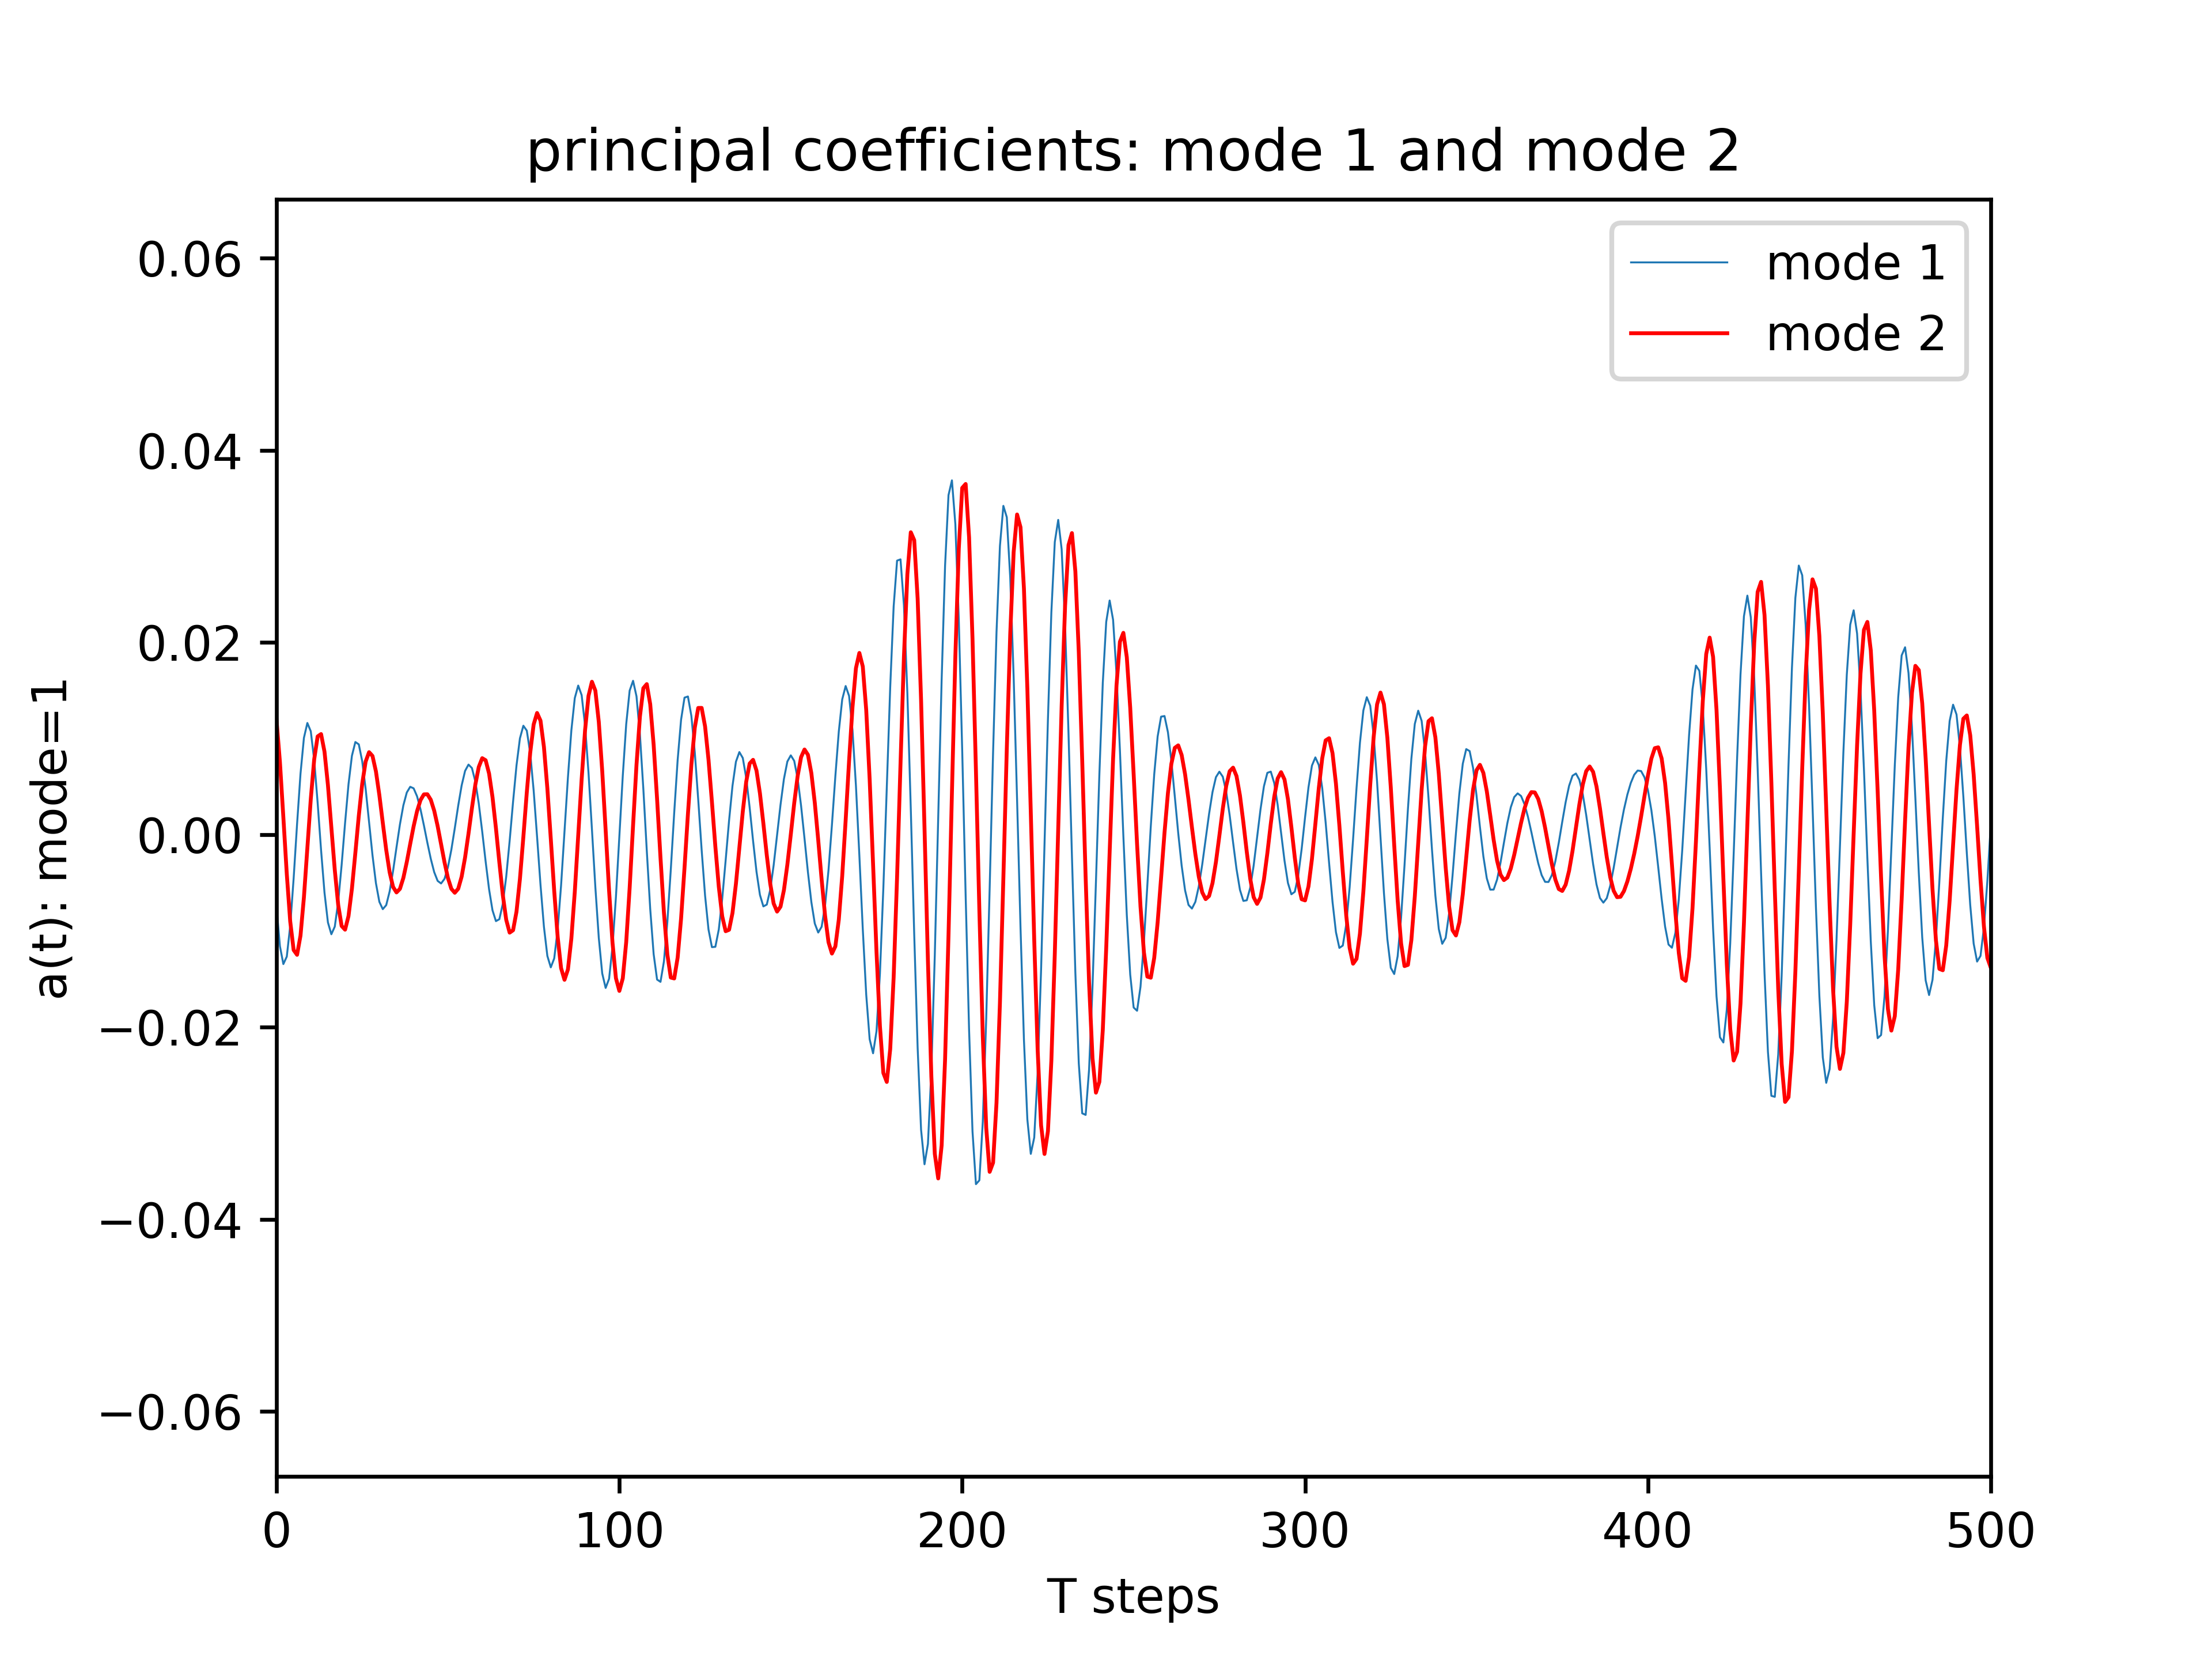 principal coefficients: mode 1 and mode 2
mode 1
mode 2
0.06
0.04
0.02
0.00
−0.02
−0.04
−0.06
a(t): mode=1
0 100 200 300 400 500
T steps